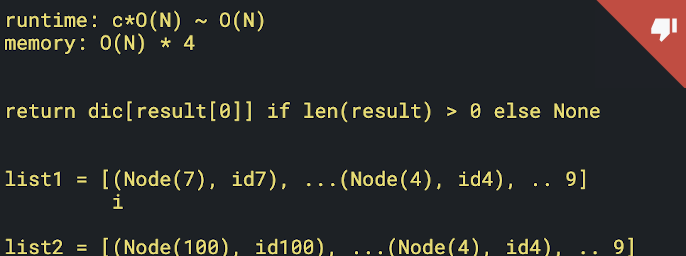 runtime: c*O(N) ~ O(N)
memory: O(N) * 4
return dic[result[0]] if len(result) > 0 else None
list1 = [(Node(7), id7), ...(Node(4), id4), .. 9]
i
list2 = [(Node(100), id100), ...(Node(4), id4), .. 9]